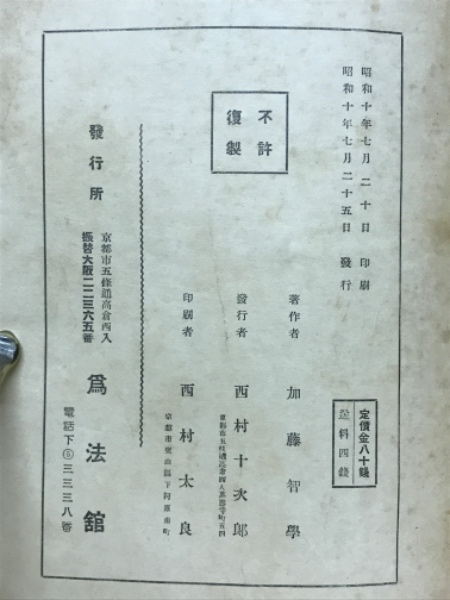 昭和十年七月二十日 印刷
昭和十年七月二十五日 發行
定價金八十錢
送料四錢
不許
復製
著作者 加藤智學
發行者 西村十次郎
印刷者 西村太良
發行所
京都市五條通高倉西入
振替大阪二二三六五番
爲法舘
電話下⑤三三三八番